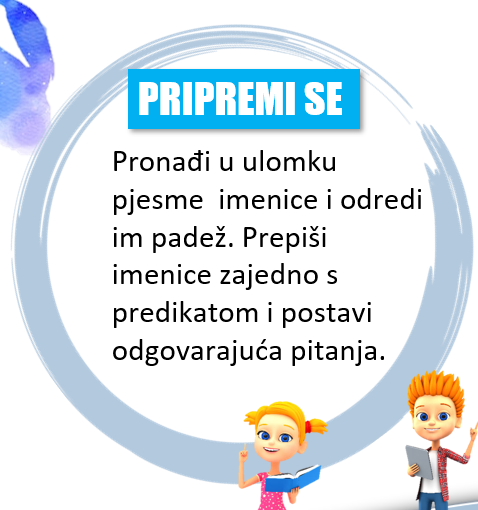 PRIPREMI SE
Pronađi u ulomku
pjesme imenice i odredi
im padež. Prepiši
imenice zajedno s
predikatom i postavi
odgovarajuća pitanja.